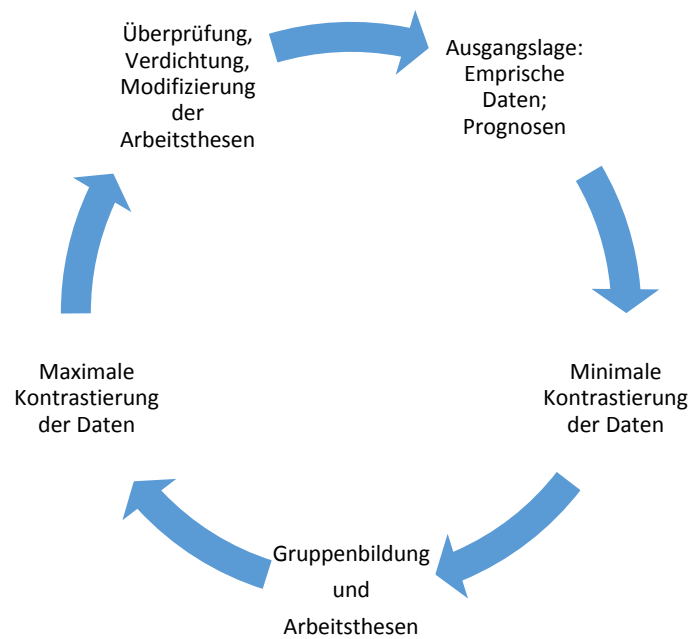 Überprüfung,
Verdichtung,
Modifizierung
der
Arbeitsthesen
Ausgangslage:
Emprische
Daten;
Prognosen
Maximale
Kontrastierung
der Daten
Minimale
Kontrastierung
der Daten
Gruppenbildung
und
Arbeitsthesen